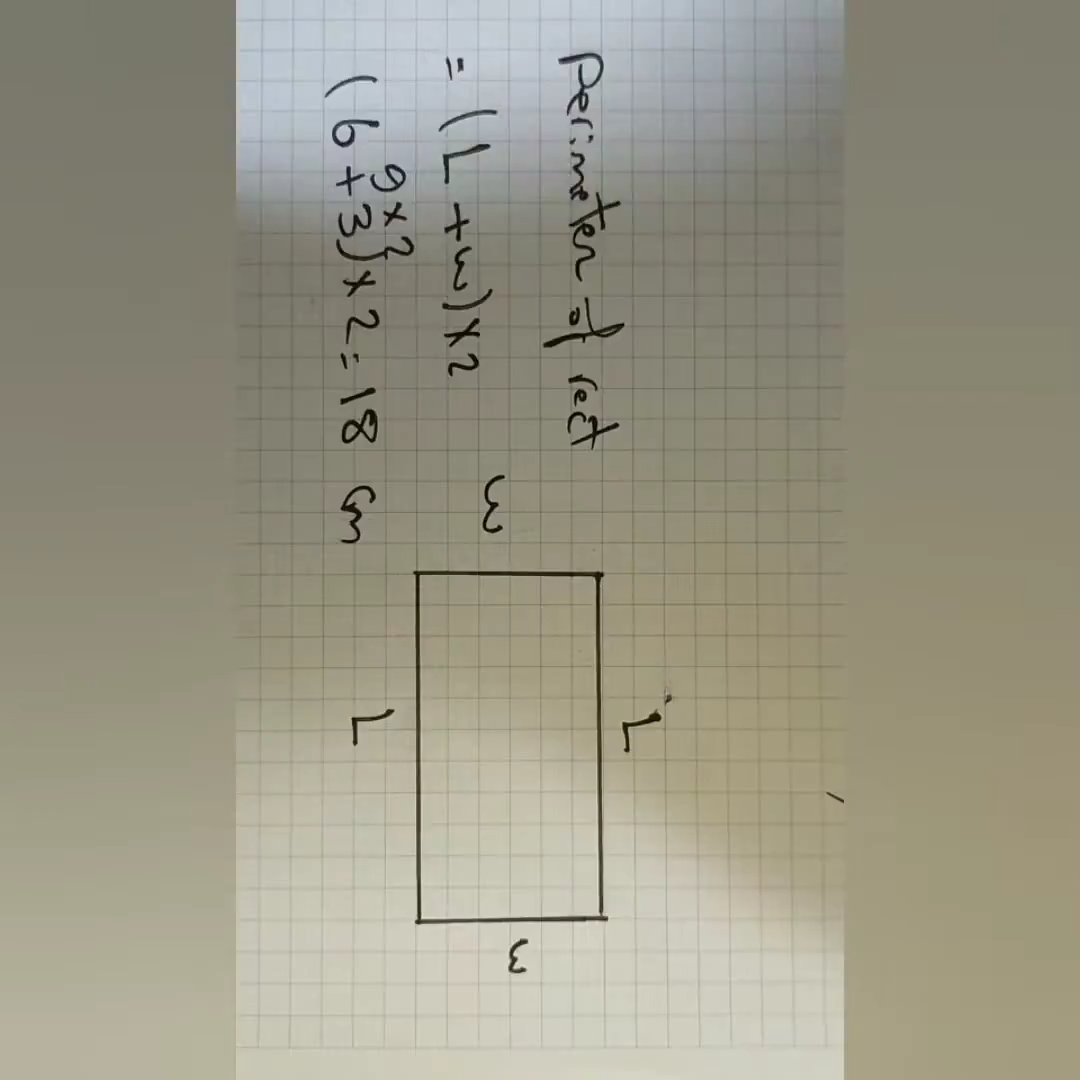 Perimeter of rect
= (L + w) x 2
9 x 2
(6 + 3) x 2 = 18 cm
L
w
w
L